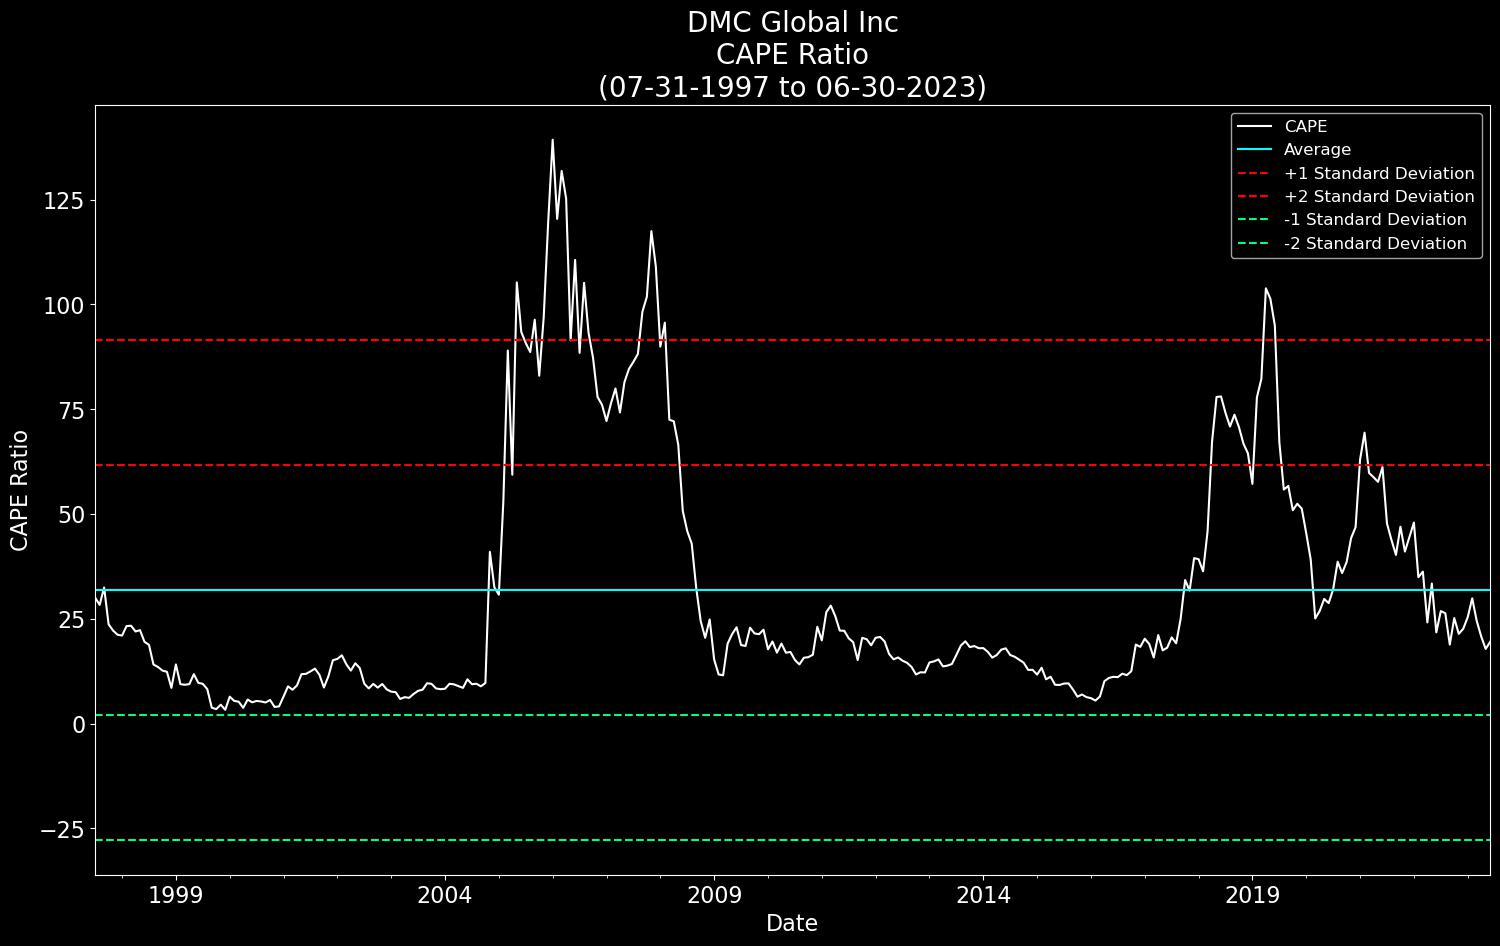 DMC Global Inc
CAPE Ratio
(07-31-1997 to 06-30-2023)
CAPE
Average
+1 Standard Deviation
+2 Standard Deviation
-1 Standard Deviation
-2 Standard Deviation
CAPE Ratio
125
100
75
50
25
0
−25
1999 2004 2009 2014 2019
Date